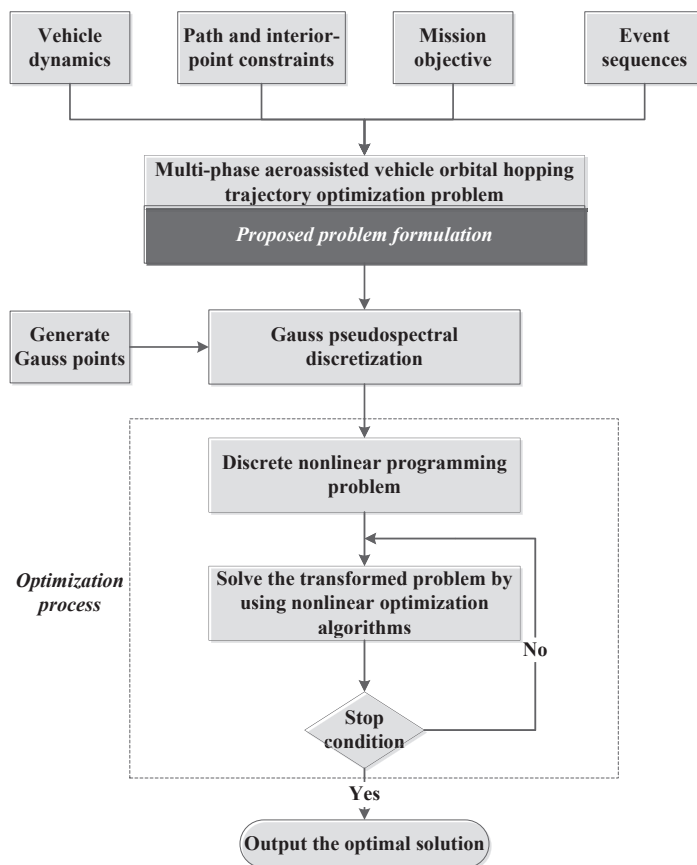 Vehicle
dynamics
Path and interior-
point constraints
Mission
objective
Event
sequences
Multi-phase aeroassisted vehicle orbital hopping
trajectory optimization problem
Proposed problem formulation
Generate
Gauss points
Gauss pseudospectral
discretization
Discrete nonlinear programming
problem
Optimization
process
Solve the transformed problem by
using nonlinear optimization
algorithms
No
Stop
condition
Yes
Output the optimal solution